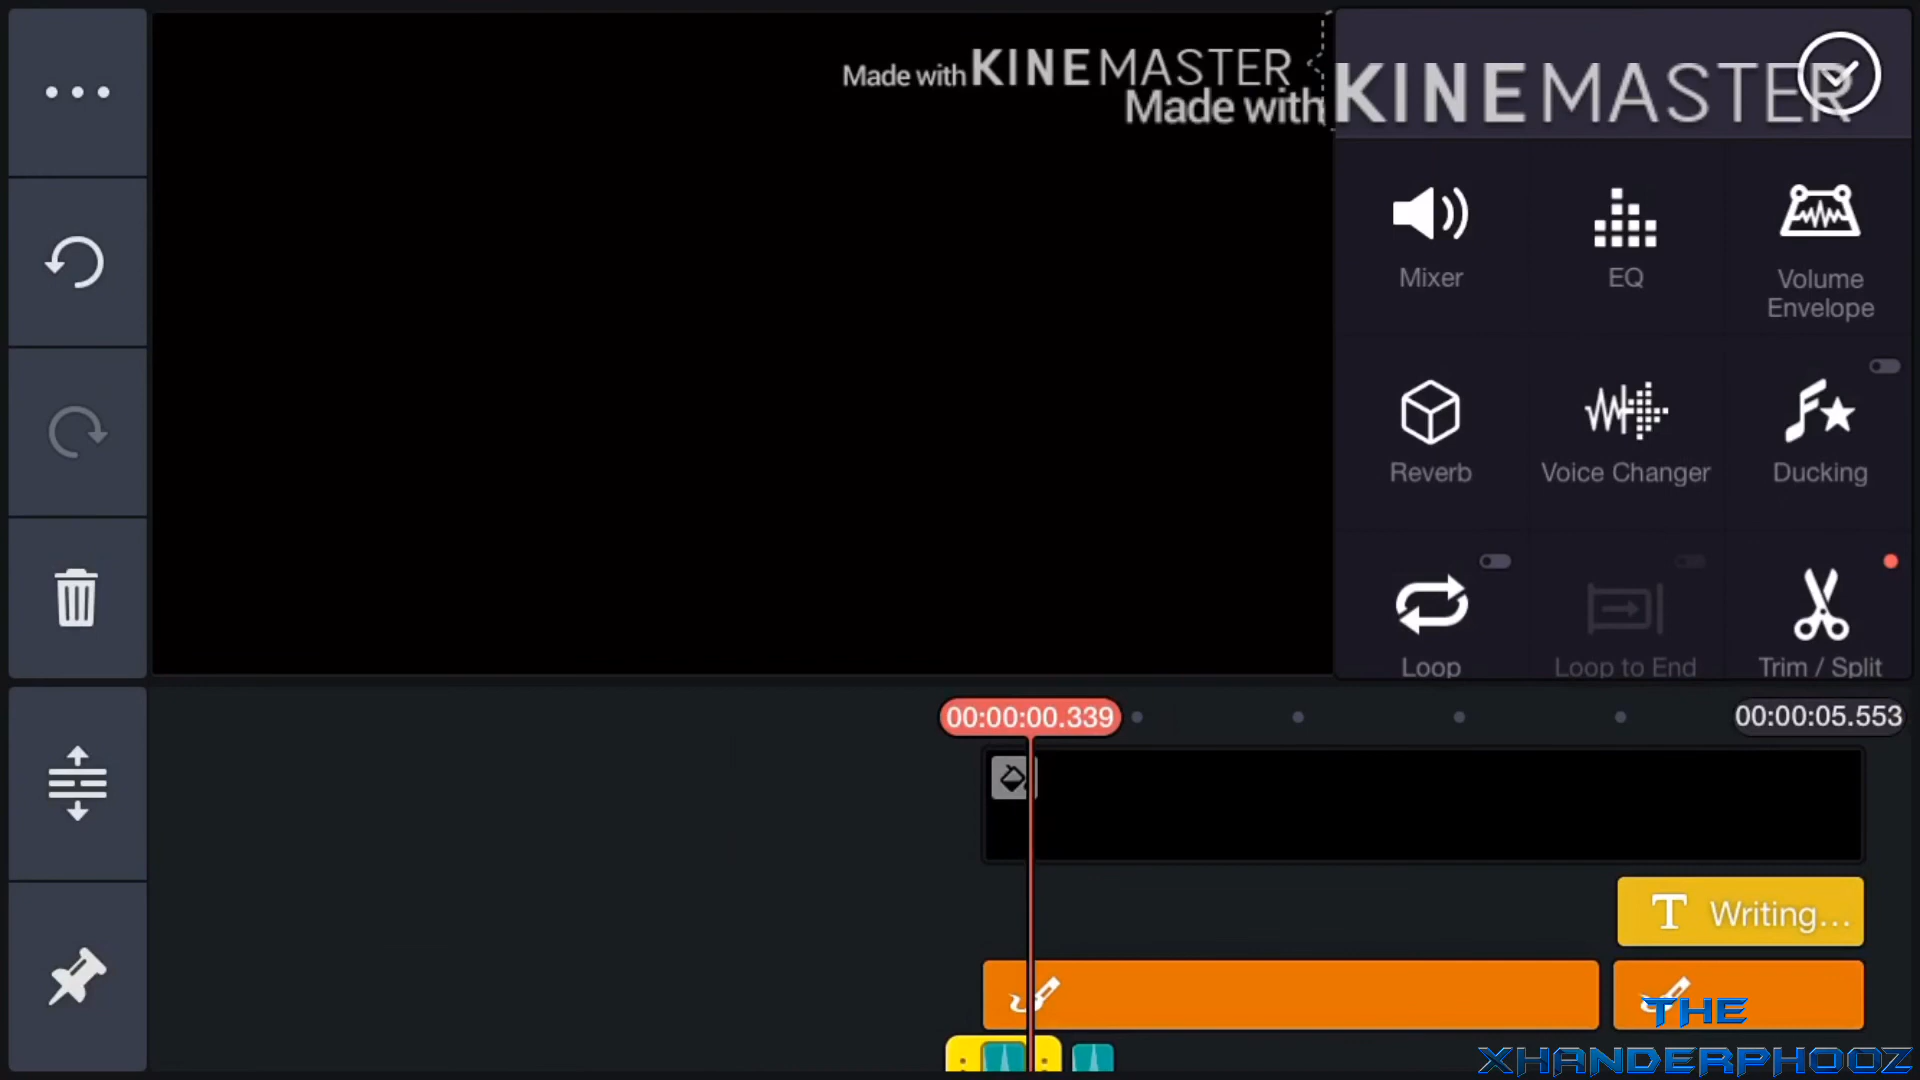 Made with KINEMASTER
Made with KINEMASTER
Mixer
EQ
Volume
Envelope
Reverb
Voice Changer
Ducking
Loop
Loop to End
Trim / Split
00:00:00.339
00:00:05.553
T Writing...
THE
XHANDERPHOOZ